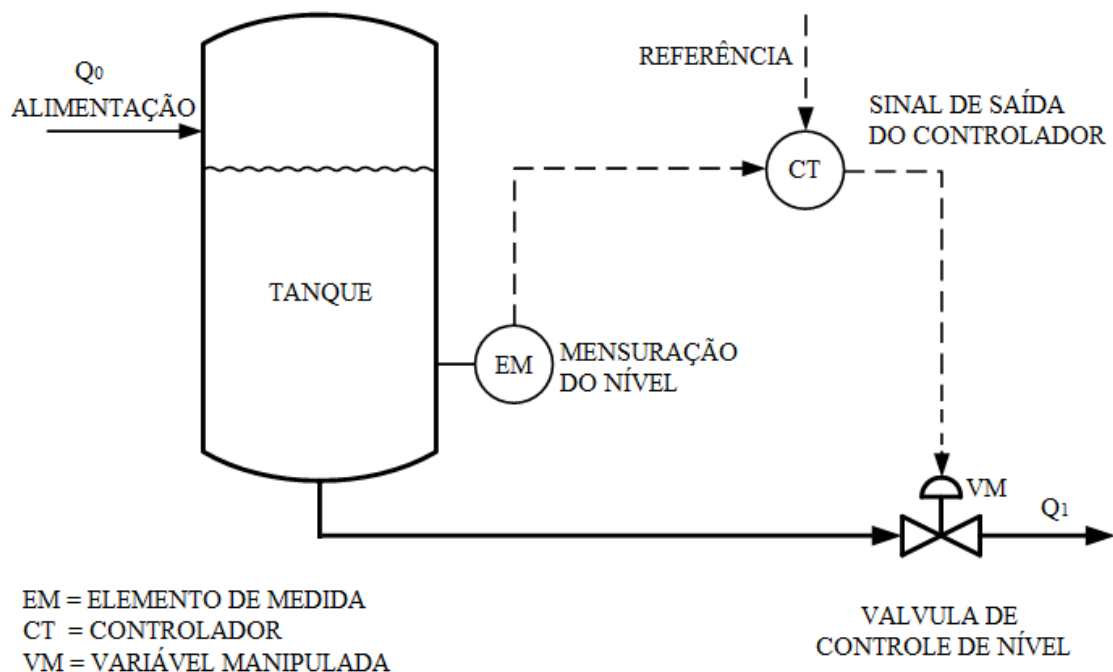 Q0
ALIMENTAÇÃO
REFERÊNCIA
SINAL DE SAÍDA
DO CONTROLADOR
CT
TANQUE
EM
MENSURAÇÃO
DO NÍVEL
VM
Q1
EM = ELEMENTO DE MEDIDA
CT = CONTROLADOR
VM = VARIÁVEL MANIPULADA
VALVULA DE
CONTROLE DE NÍVEL